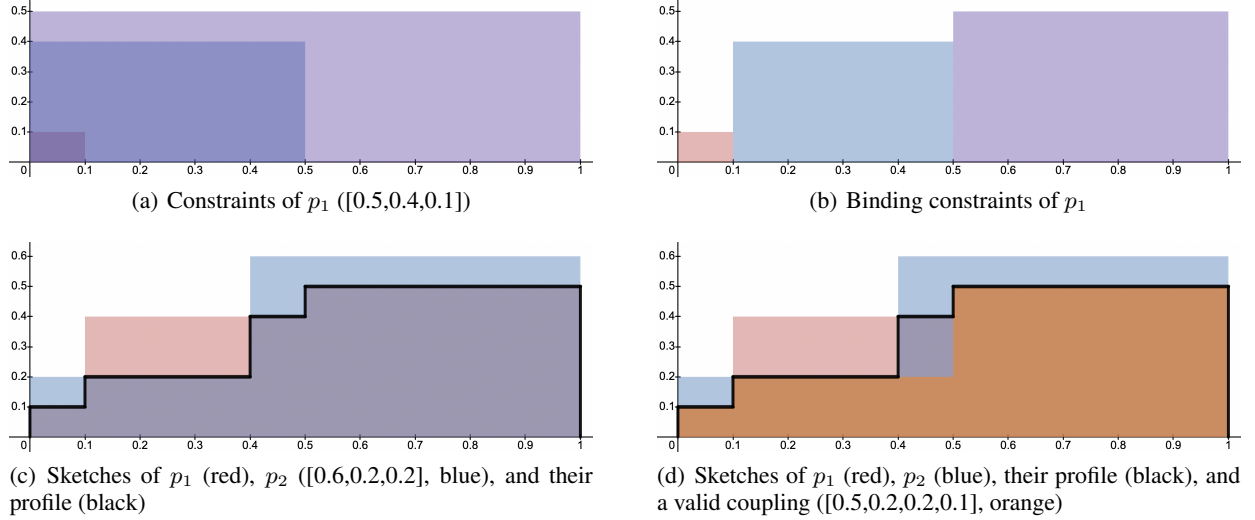 0.5
0.4
0.3
0.2
0.1
0 0.1 0.2 0.3 0.4 0.5 0.6 0.7 0.8 0.9 1
(a) Constraints of p₁ ([0.5,0.4,0.1])
0.5
0.4
0.3
0.2
0.1
0 0.1 0.2 0.3 0.4 0.5 0.6 0.7 0.8 0.9 1
(b) Binding constraints of p₁
0.6
0.5
0.4
0.3
0.2
0.1
0 0.1 0.2 0.3 0.4 0.5 0.6 0.7 0.8 0.9 1
(c) Sketches of p₁ (red), p₂ ([0.6,0.2,0.2], blue), and their
profile (black)
0.6
0.5
0.4
0.3
0.2
0.1
0 0.1 0.2 0.3 0.4 0.5 0.6 0.7 0.8 0.9 1
(d) Sketches of p₁ (red), p₂ (blue), their profile (black), and
a valid coupling ([0.5,0.2,0.2,0.1], orange)